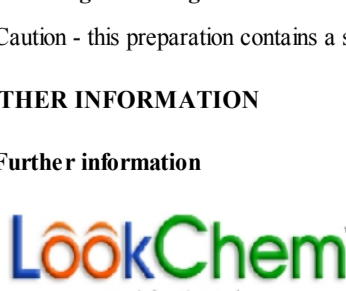 Caution - this preparation contains a s
THER INFORMATION
Further information
LookChem